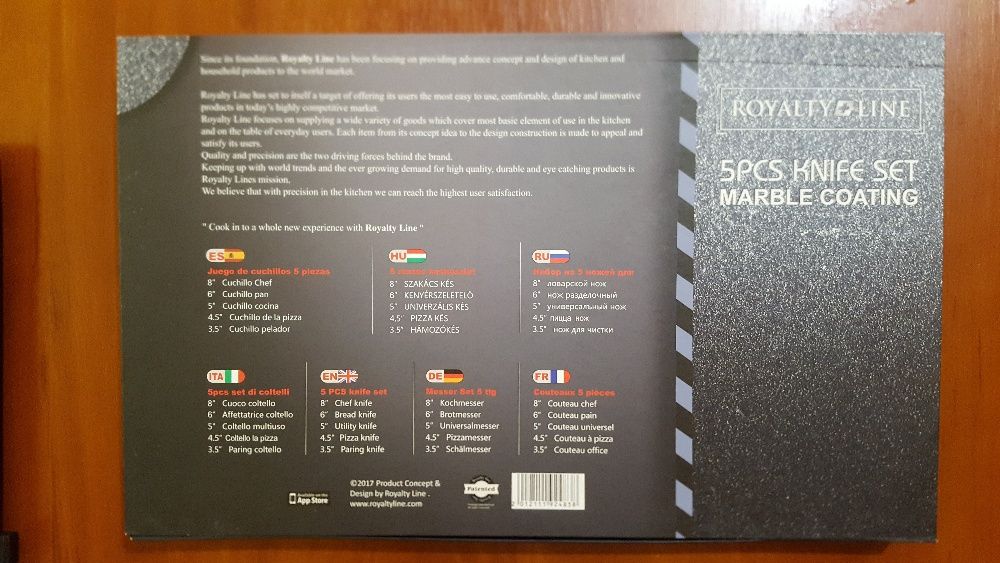 Since its foundation, Royalty Line has been focusing on providing advance concept and design of kitchen and
household products to the world market.
Royalty Line has set to itself a target of offering its users the most easy to use, comfortable, durable and innovative
products in today's highly competitive market.
Royalty Line focuses on supplying a wide variety of goods which cover most basic element of use in the kitchen
and on the table of everyday users. Each item from its concept idea to the design construction is made to appeal and
satisfy its users.
Quality and precision are the two driving forces behind the brand.
Keeping up with world trends and the ever growing demand for high quality, durable and eye catching products is
Royalty Lines mission.
We believe that with precision in the kitchen we can reach the highest user satisfaction.
" Cook in to a whole new experience with Royalty Line "
ES
Juego de cuchillos 5 piezas
8" Cuchillo Chef
6" Cuchillo pan
5" Cuchillo cocina
4.5" Cuchillo de la pizza
3.5" Cuchillo pelador
HU
8" SZAKÁCS KÉS
6" KENYÉRSZELETELŐ
5" UNIVERZÁLIS KÉS
4,5" PIZZA KÉS
3.5" HÁMOZÓKÉS
RU
Набор из 5 ножей для
8" ловарской нож
6" нож разделочный
5" универсальный нож
4.5" пицца нож
3.5" нож для чистки
ITA
5pcs set di coltelli
8" Cuoco coltello
6" Affettatrice coltello
5" Coltello multiuso
4.5" Coltello la pizza
3.5" Paring coltello
EN
5 PCS knife set
8" Chef knife
6" Bread knife
5" Utility knife
4.5" Pizza knife
3.5" Paring knife
DE
Messer Set 5 tlg
8" Kochmesser
6" Brotmesser
5" Universalmesser
4.5" Pizzamesser
3.5" Schälmesser
FR
Couteaux 5 pièces
8" Couteau chef
6" Couteau pain
5" Couteau universel
4.5" Couteau à pizza
3.5" Couteau office
Available on the
App Store
©2017 Product Concept &
Design by Royalty Line .
www.royaltyline.com
Patented
ROYALTY LINE
5PCS KNIFE SET
MARBLE COATING